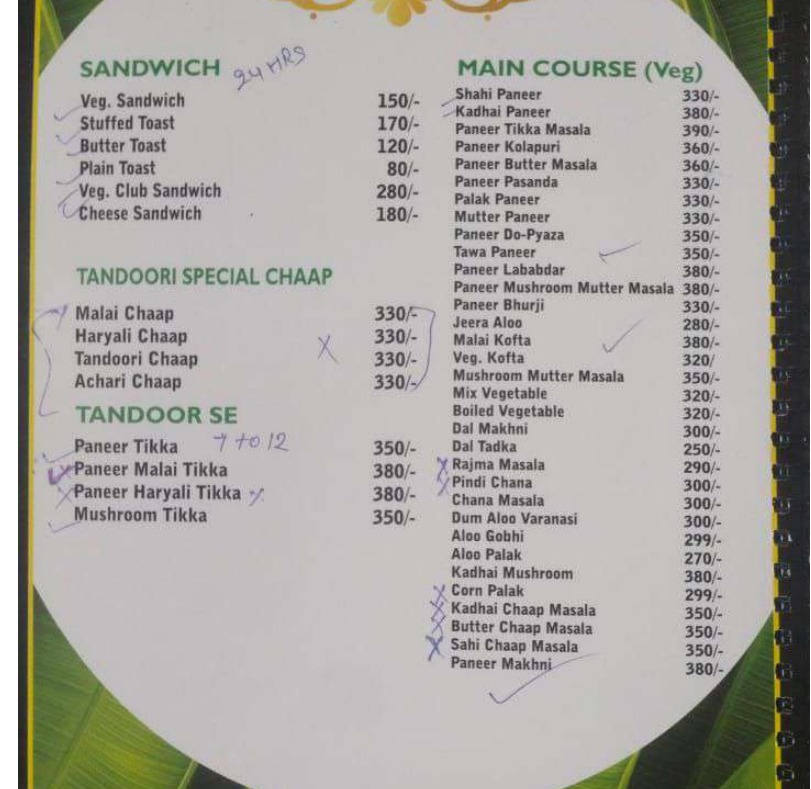 SANDWICH 24 HRS
Veg. Sandwich 150/-
Stuffed Toast 170/-
Butter Toast 120/-
Plain Toast 80/-
Veg. Club Sandwich 280/-
Cheese Sandwich 180/-
TANDOORI SPECIAL CHAAP
Malai Chaap 330/-
Haryali Chaap 330/-
Tandoori Chaap 330/-
Achari Chaap 330/-
TANDOOR SE
Paneer Tikka 7 to 12 350/-
Paneer Malai Tikka 380/-
Paneer Haryali Tikka 380/-
Mushroom Tikka 350/-
MAIN COURSE (Veg)
Shahi Paneer 330/-
Kadhai Paneer 380/-
Paneer Tikka Masala 390/-
Paneer Kolapuri 360/-
Paneer Butter Masala 360/-
Paneer Pasanda 330/-
Palak Paneer 330/-
Mutter Paneer 330/-
Paneer Do-Pyaza 350/-
Tawa Paneer 350/-
Paneer Lababdar 380/-
Paneer Mushroom Mutter Masala 380/-
Paneer Bhurji 330/-
Jeera Aloo 280/-
Malai Kofta 380/-
Veg. Kofta 320/
Mushroom Mutter Masala 350/-
Mix Vegetable 320/-
Boiled Vegetable 320/-
Dal Makhni 300/-
Dal Tadka 250/-
Rajma Masala 290/-
Pindi Chana 300/-
Chana Masala 300/-
Dum Aloo Varanasi 300/-
Aloo Gobhi 299/-
Aloo Palak 270/-
Kadhai Mushroom 380/-
Corn Palak 299/-
Kadhai Chaap Masala 350/-
Butter Chaap Masala 350/-
Sahi Chaap Masala 350/-
Paneer Makhni 380/-